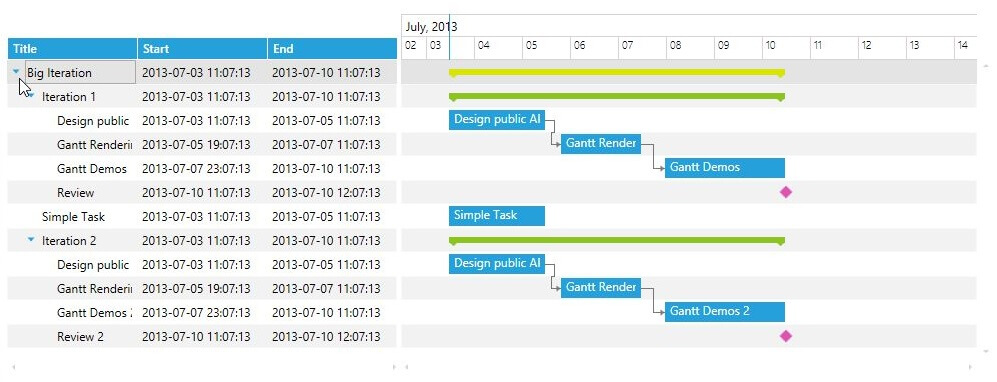 July, 2013
Title Start End 02 03 04 05 06 07 08 09 10 11 12 13 14
Big Iteration 2013-07-03 11:07:13 2013-07-10 11:07:13
Iteration 1 2013-07-03 11:07:13 2013-07-10 11:07:13
Design public 2013-07-03 11:07:13 2013-07-05 11:07:13 Design public AI
Gantt Renderin 2013-07-05 19:07:13 2013-07-07 11:07:13 Gantt Render
Gantt Demos 2013-07-07 23:07:13 2013-07-10 11:07:13 Gantt Demos
Review 2013-07-10 11:07:13 2013-07-10 12:07:13
Simple Task 2013-07-03 11:07:13 2013-07-05 11:07:13 Simple Task
Iteration 2 2013-07-03 11:07:13 2013-07-10 11:07:13
Design public 2013-07-03 11:07:13 2013-07-05 11:07:13 Design public AI
Gantt Renderin 2013-07-05 19:07:13 2013-07-07 11:07:13 Gantt Render
Gantt Demos 2013-07-07 23:07:13 2013-07-10 11:07:13 Gantt Demos 2
Review 2 2013-07-10 11:07:13 2013-07-10 12:07:13